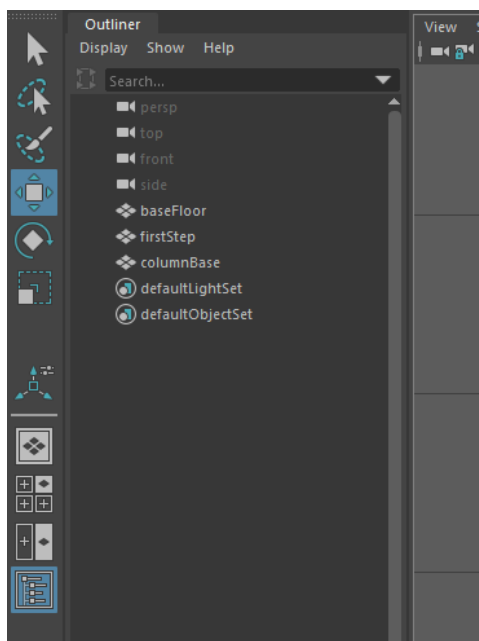 Outliner
View
Display Show Help
Search...
persp
top
front
side
baseFloor
firstStep
columnBase
defaultLightSet
defaultObjectSet